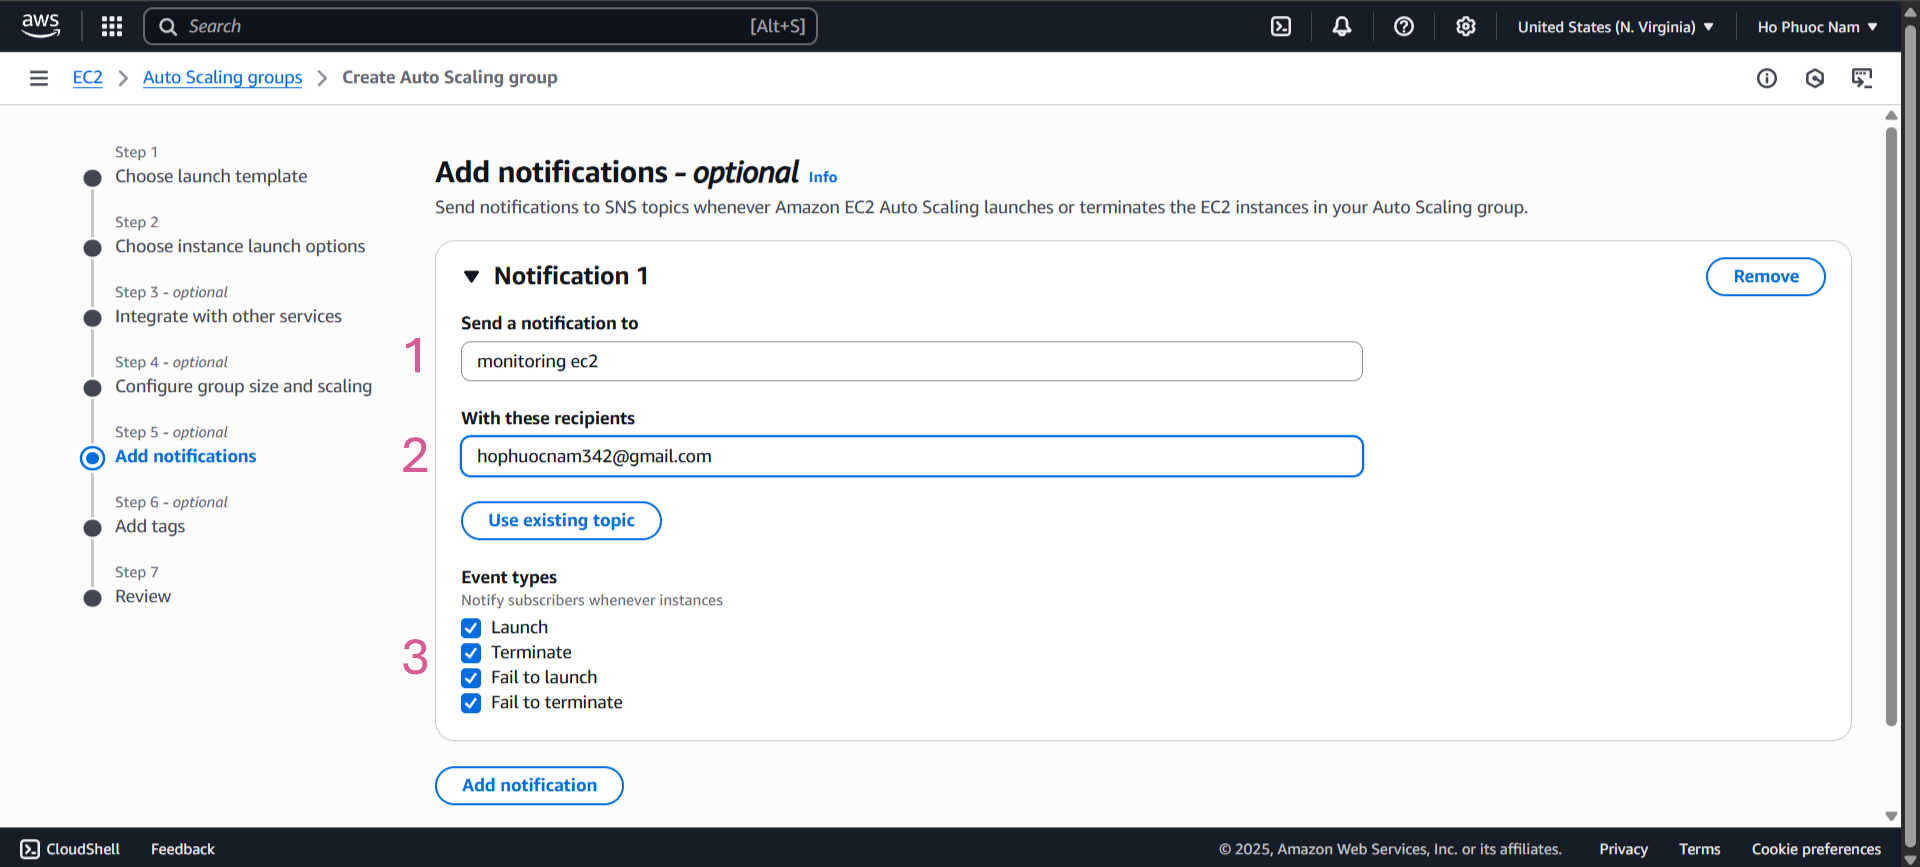 aws
Search
[Alt+S]
United States (N. Virginia)
Ho Phuoc Nam
EC2
Auto Scaling groups
Create Auto Scaling group
Step 1
Choose launch template
Step 2
Choose instance launch options
Step 3 - optional
Integrate with other services
Step 4 - optional
Configure group size and scaling
Step 5 - optional
Add notifications
Step 6 - optional
Add tags
Step 7
Review
Add notifications - optional Info
Send notifications to SNS topics whenever Amazon EC2 Auto Scaling launches or terminates the EC2 instances in your Auto Scaling group.
Notification 1
Remove
Send a notification to
1
monitoring ec2
With these recipients
2
hophuocnam342@gmail.com
Use existing topic
Event types
Notify subscribers whenever instances
3
Launch
Terminate
Fail to launch
Fail to terminate
Add notification
CloudShell
Feedback
© 2025, Amazon Web Services, Inc. or its affiliates.
Privacy
Terms
Cookie preferences